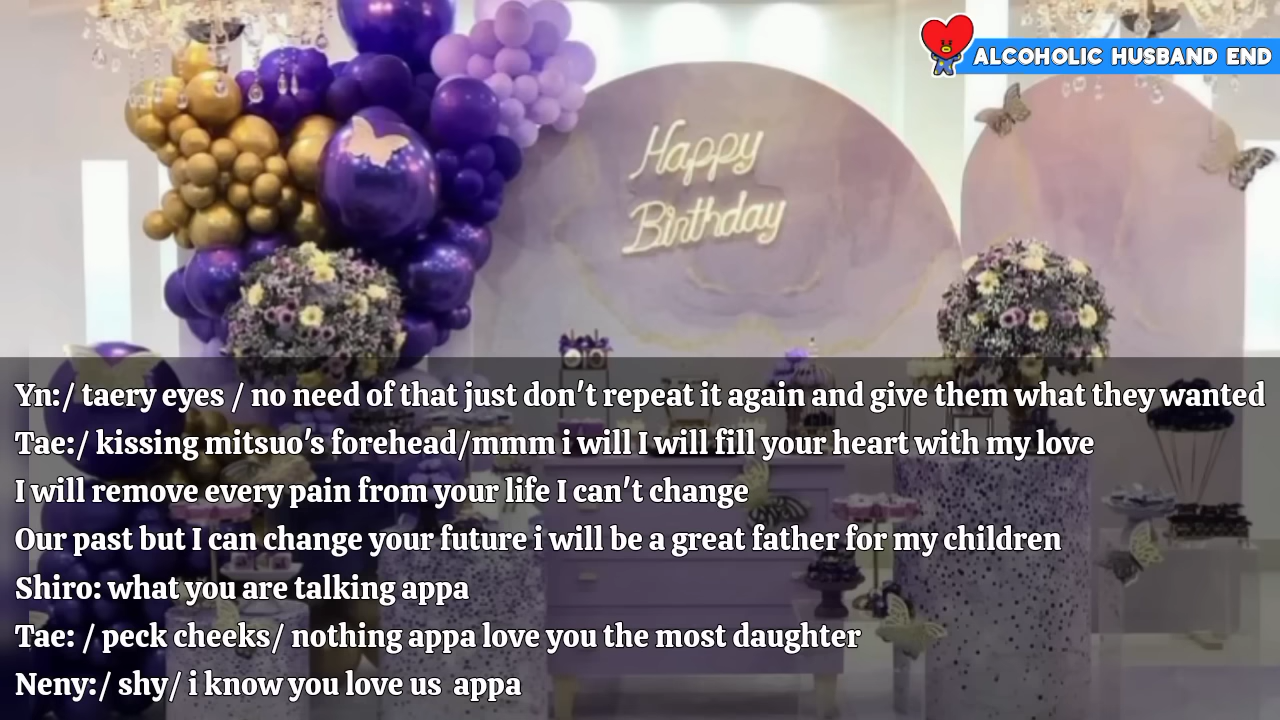 ALCOHOLIC HUSBAND END
Happy
Birthday
Yn:/ taery eyes / no need of that just don't repeat it again and give them what they wanted
Tae:/ kissing mitsuo's forehead/mmm i will I will fill your heart with my love
I will remove every pain from your life I can't change
Our past but I can change your future i will be a great father for my children
Shiro: what you are talking appa
Tae: / peck cheeks/ nothing appa love you the most daughter
Neny:/ shy/ i know you love us  appa